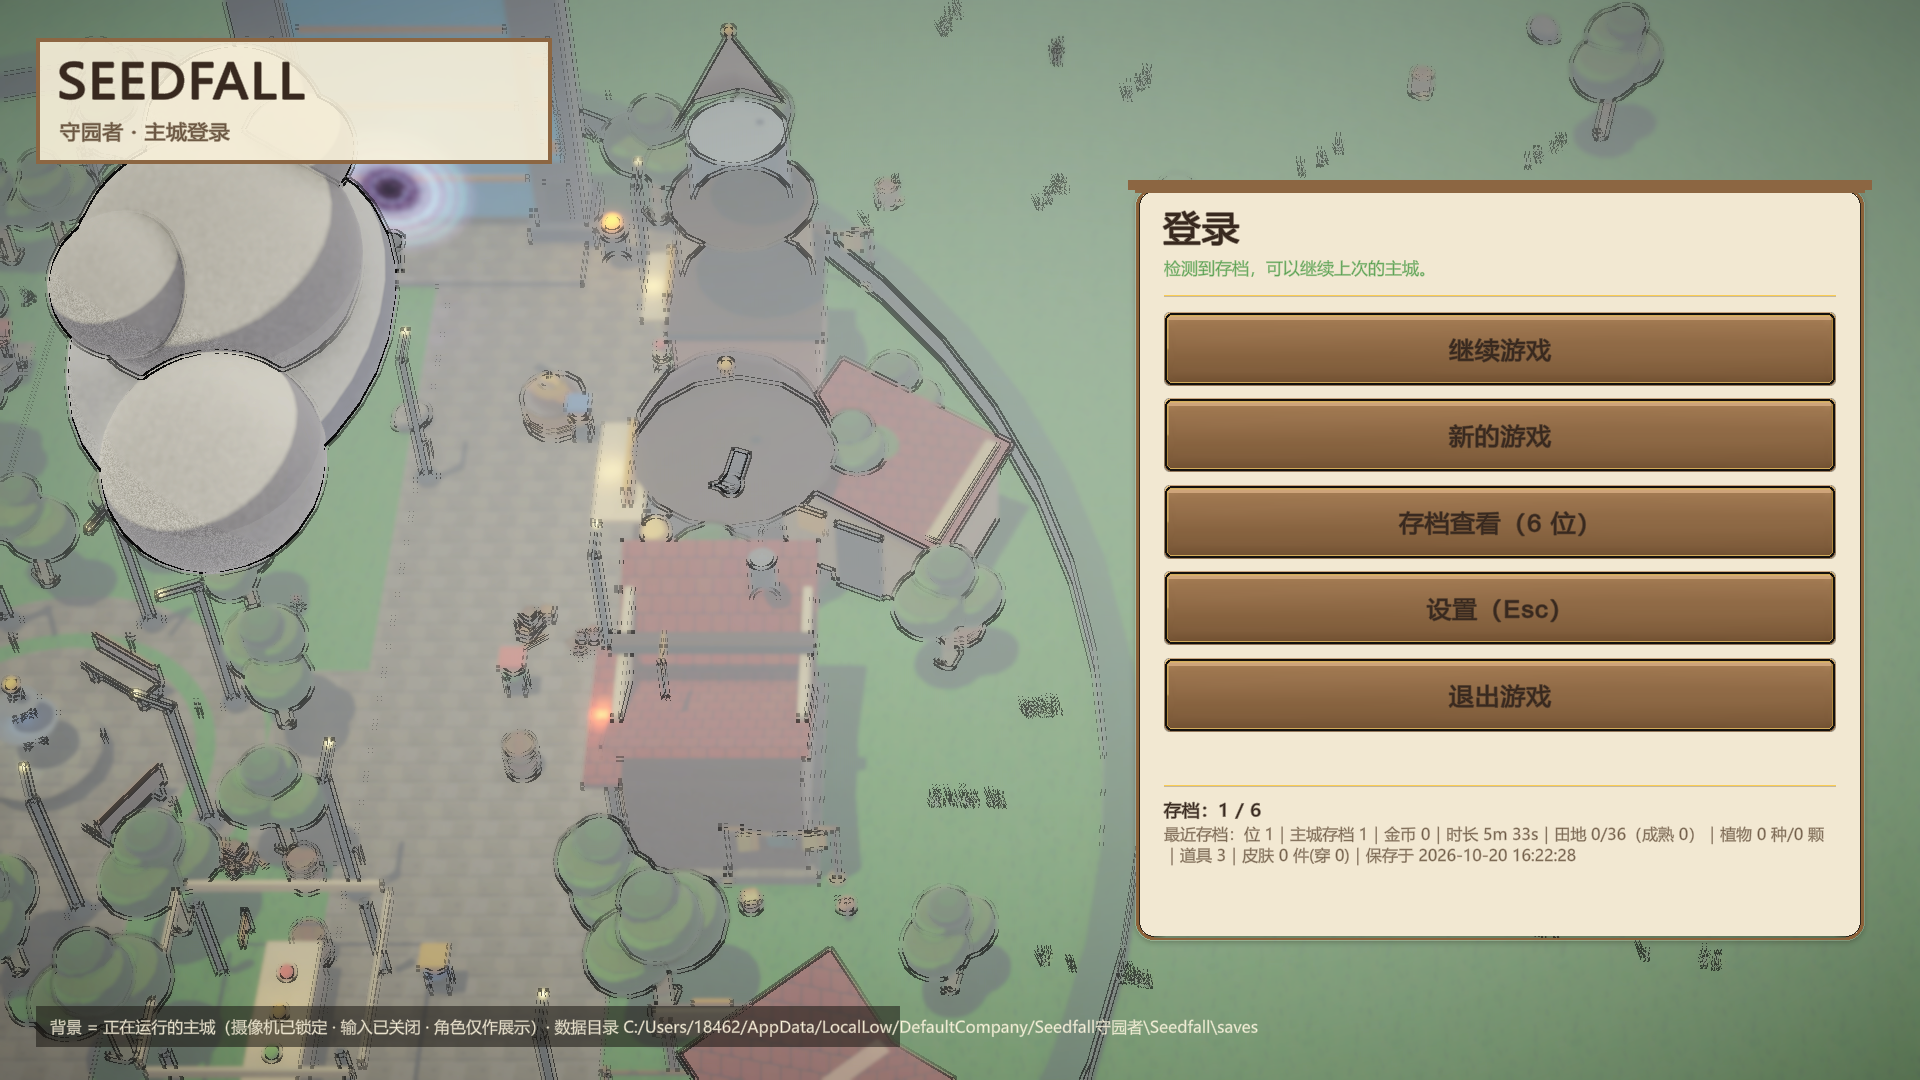 SEEDFALL
守园者 · 主城登录
登录
检测到存档，可以继续上次的主城。
继续游戏
新的游戏
存档查看（6 位）
设置（Esc）
退出游戏
存档：1 / 6
最近存档：位 1｜主城存档 1｜金币 0｜时长 5m 33s｜田地 0/36（成熟 0）｜植物 0 种/0 颗
｜道具 3｜皮肤 0 件(穿 0)｜保存于 2026-10-20 16:22:28
背景 = 正在运行的主城（摄像机已锁定 · 输入已关闭 · 角色仅作展示） · 数据目录 C:/Users/18462/AppData/LocalLow/DefaultCompany/Seedfall守园者\Seedfall\saves